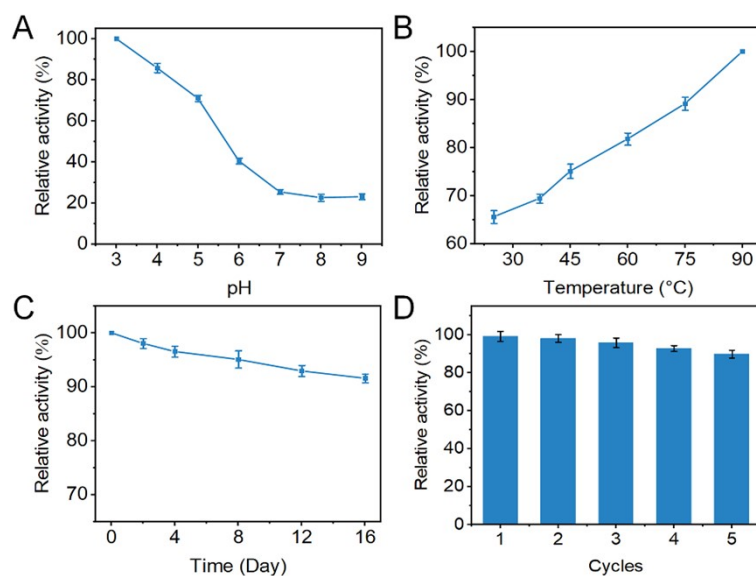 A
Relative activity (%)
100
80
60
40
20
0
3 4 5 6 7 8 9
pH
B
Relative activity (%)
100
90
80
70
60
30 45 60 75 90
Temperature (°C)
C
Relative activity (%)
100
90
80
70
0 4 8 12 16
Time (Day)
D
Relative activity (%)
100
80
60
40
20
0
1 2 3 4 5
Cycles